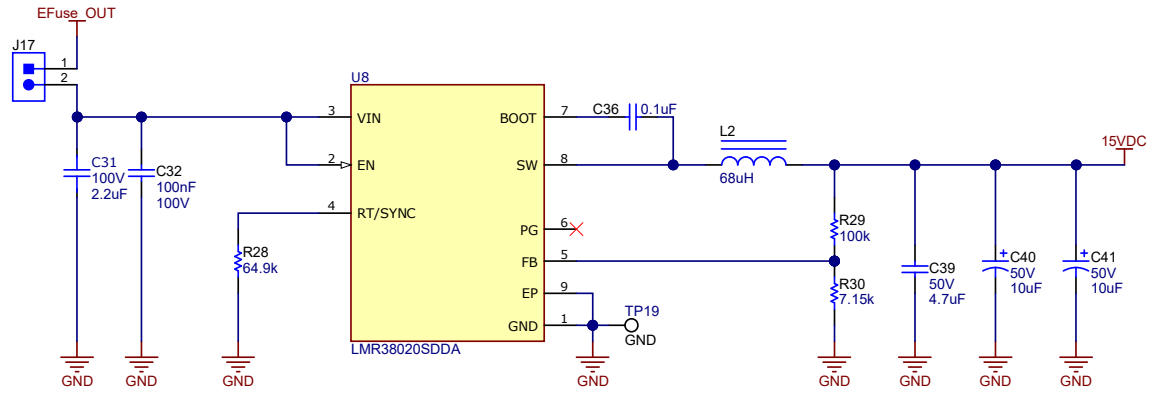 EFuse_OUT
J17
1
2
C31
100V
2.2uF
C32
100nF
100V
R28
64.9k
U8
3
VIN
2
EN
4
RT/SYNC
BOOT
7
SW
8
PG
6
FB
5
EP
9
GND
1
LMR38020SDDA
C36
0.1uF
L2
68uH
TP19
GND
R29
100k
R30
7.15k
C39
50V
4.7uF
+
C40
50V
10uF
+
C41
50V
10uF
15VDC
GND
GND
GND
GND
GND
GND
GND
GND